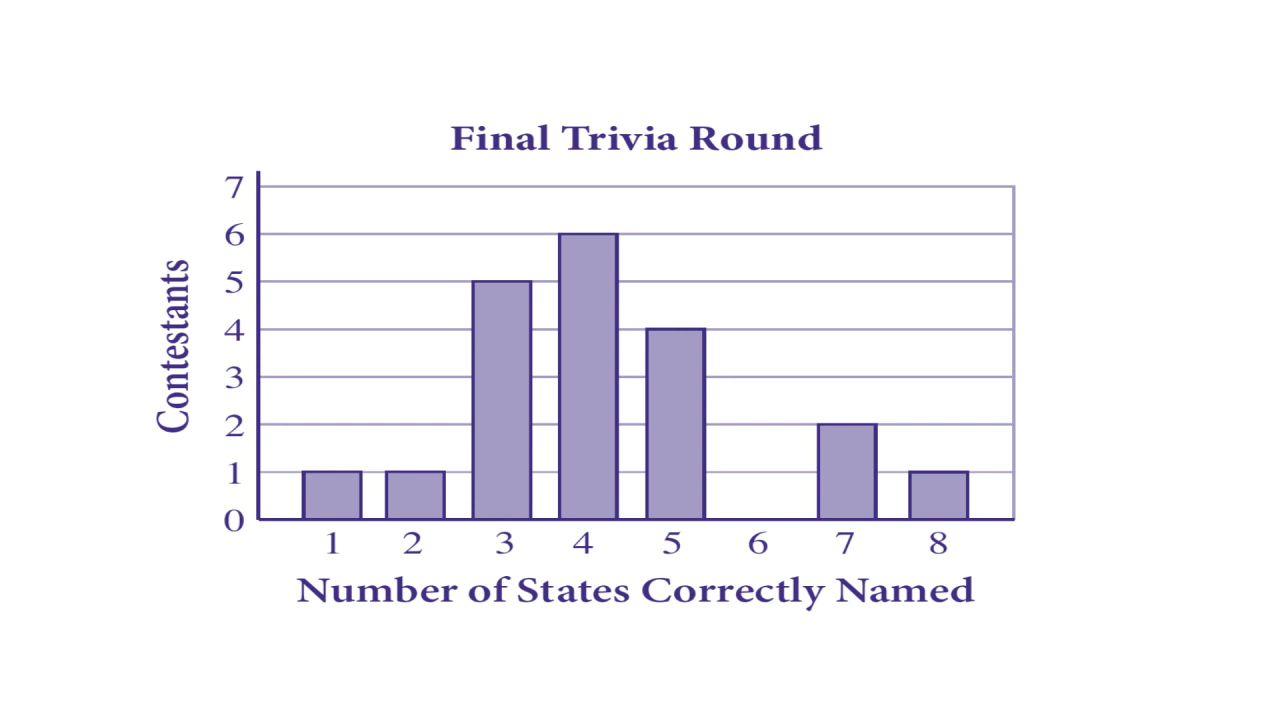 Final Trivia Round
7
6
5
4
3
2
1
0
Contestants
1 2 3 4 5 6 7 8
Number of States Correctly Named